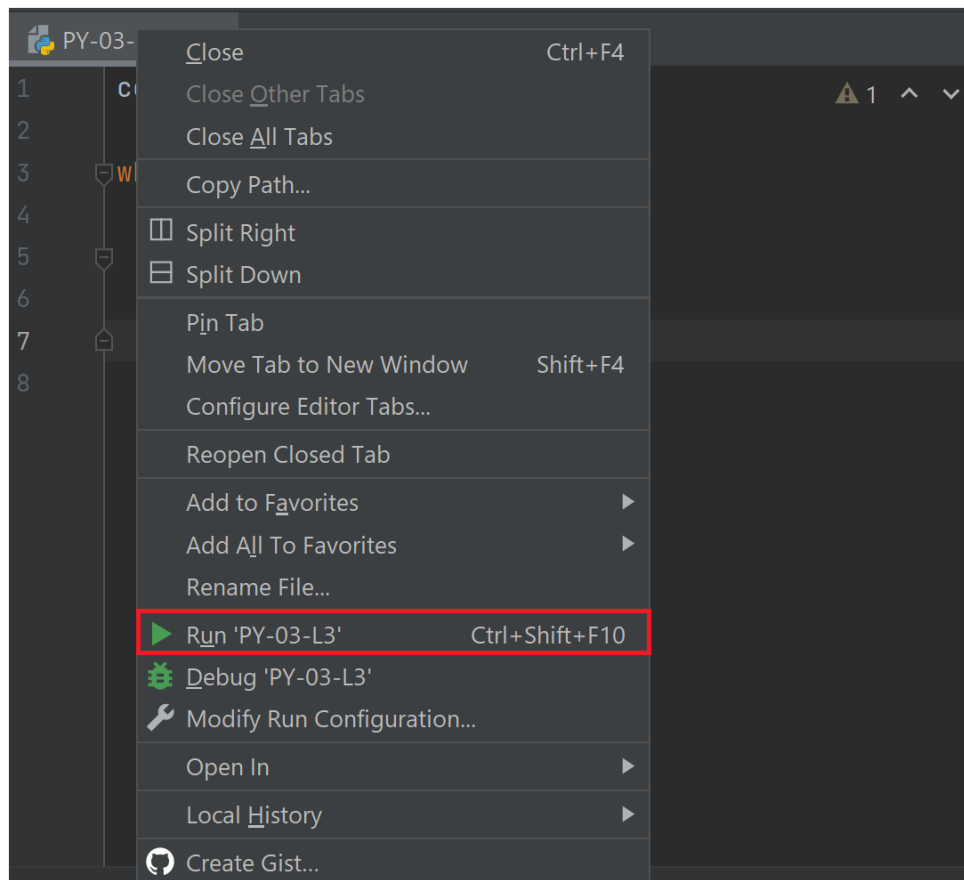 PY-03-
Close Ctrl+F4
1 Close Other Tabs 1
2 Close All Tabs
3 Copy Path...
4 Split Right
5 Split Down
6
Pin Tab
7
Move Tab to New Window Shift+F4
8
Configure Editor Tabs...
Reopen Closed Tab
Add to Favorites
Add All To Favorites
Rename File...
Run 'PY-03-L3' Ctrl+Shift+F10
Debug 'PY-03-L3'
Modify Run Configuration...
Open In
Local History
Create Gist...